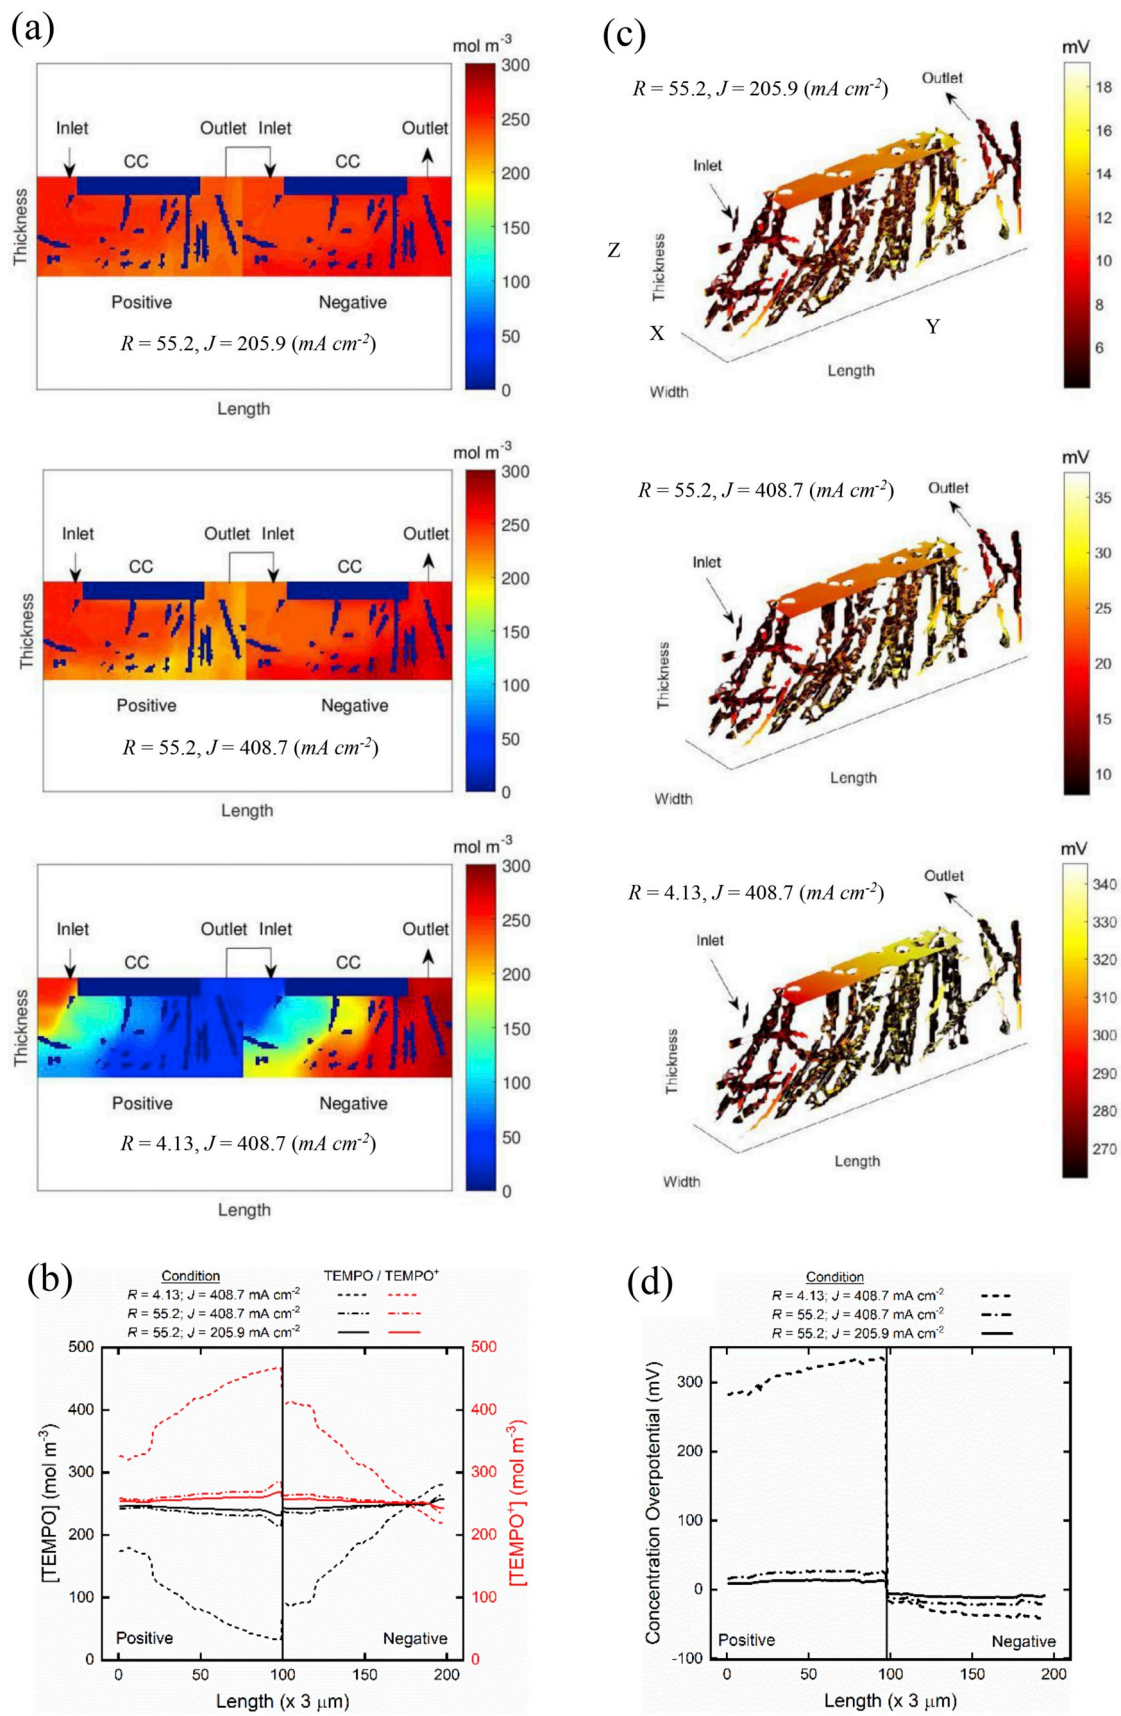 (a)
mol m-3
300
250
200
150
100
50
0
Inlet
Outlet
Inlet
Outlet
CC
CC
Thickness
Positive
Negative
R = 55.2, J = 205.9 (mA cm-2)
Length
mol m-3
300
250
200
150
100
50
0
Inlet
Outlet
Inlet
Outlet
CC
CC
Thickness
Positive
Negative
R = 55.2, J = 408.7 (mA cm-2)
Length
mol m-3
300
250
200
150
100
50
0
Inlet
Outlet
Inlet
Outlet
CC
CC
Thickness
Positive
Negative
R = 4.13, J = 408.7 (mA cm-2)
Length
(c)
mV
R = 55.2, J = 205.9 (mA cm-2)
Outlet
Inlet
Z
Thickness
X
Y
Length
Width
18
16
14
12
10
8
6
mV
R = 55.2, J = 408.7 (mA cm-2)
Outlet
Inlet
Thickness
Length
Width
35
30
25
20
15
10
mV
R = 4.13, J = 408.7 (mA cm-2)
Outlet
Inlet
Thickness
Length
Width
340
330
320
310
300
290
280
270
(b)
Condition
TEMPO / TEMPO+
R = 4.13; J = 408.7 mA cm-2
R = 55.2; J = 408.7 mA cm-2
R = 55.2; J = 205.9 mA cm-2
500
400
300
200
100
0
[TEMPO] (mol m-3)
500
400
300
200
100
0
[TEMPO+] (mol m-3)
Positive
Negative
0 50 100 150 200
Length (x 3 μm)
(d)
Condition
R = 4.13; J = 408.7 mA cm-2
R = 55.2; J = 408.7 mA cm-2
R = 55.2; J = 205.9 mA cm-2
300
200
100
0
-100
Concentration Overpotential (mV)
Positive
Negative
0 50 100 150 200
Length (x 3 μm)